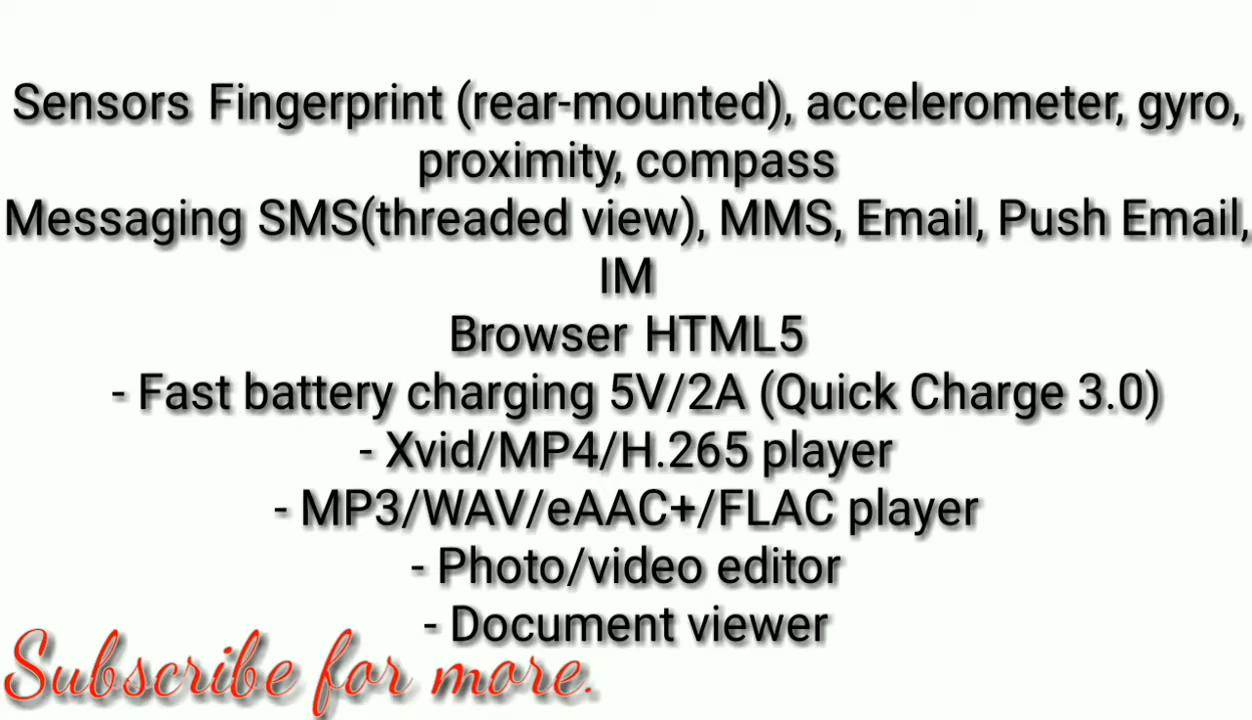 Sensors Fingerprint (rear-mounted), accelerometer, gyro,
proximity, compass
Messaging SMS(threaded view), MMS, Email, Push Email,
IM
Browser HTML5
- Fast battery charging 5V/2A (Quick Charge 3.0)
- Xvid/MP4/H.265 player
- MP3/WAV/eAAC+/FLAC player
- Photo/video editor
- Document viewer
Subscribe for more.